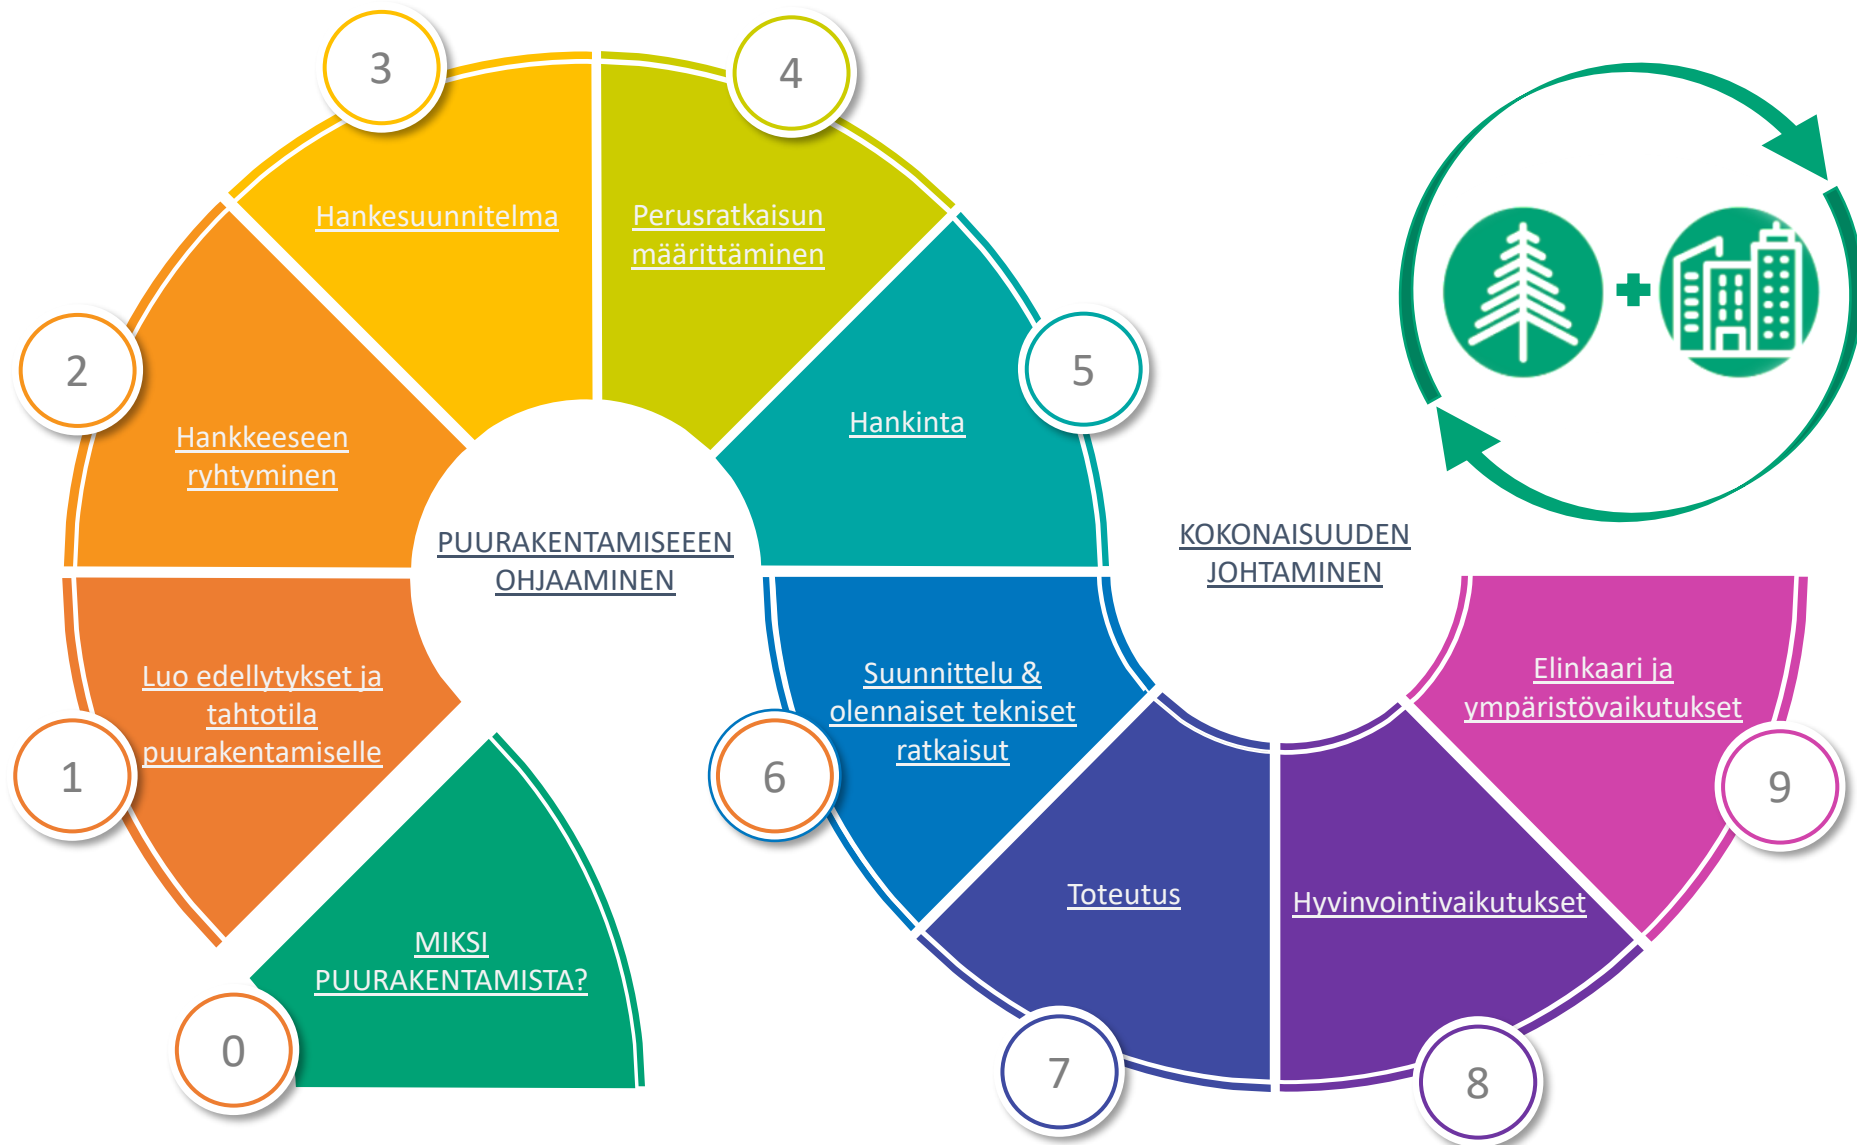 0
MIKSI
PUURAKENTAMISTA?
1
Luo edellytykset ja
tahtotila
puurakentamiselle
2
Hankkeeseen
ryhtyminen
3
Hankesuunnitelma
4
Perusratkaisun
määrittäminen
5
Hankinta
PUURAKENTAMISEEEN
OHJAAMINEN
6
Suunnittelu &
olennaiset tekniset
ratkaisut
7
Toteutus
8
Hyvinvointivaikutukset
9
Elinkaari ja
ympäristövaikutukset
KOKONAISUUDEN
JOHTAMINEN